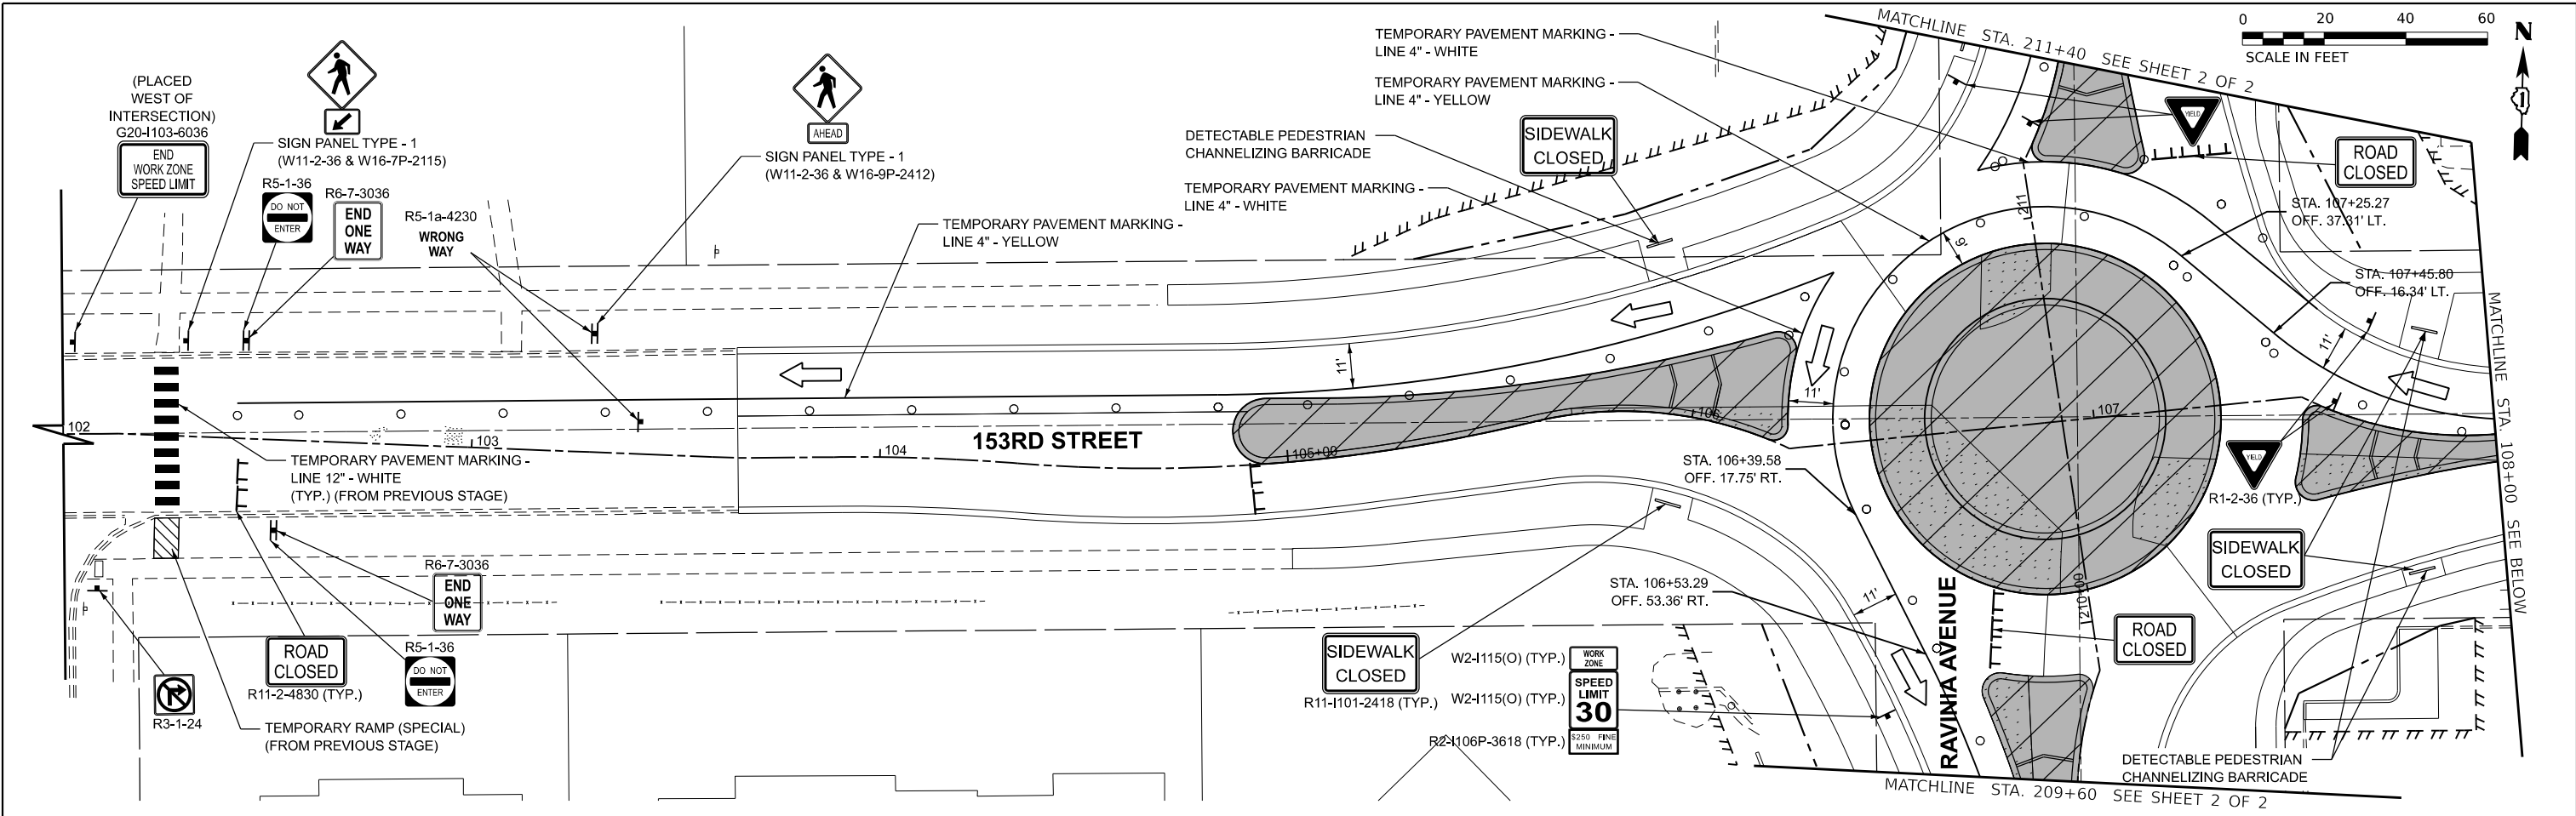 (PLACED
WEST OF
INTERSECTION)
G20-I103-6036
END
WORK ZONE
SPEED LIMIT
SIGN PANEL TYPE - 1
(W11-2-36 & W16-7P-2115)
R5-1-36
DO NOT
ENTER
R6-7-3036
END
ONE
WAY
R5-1a-4230
WRONG
WAY
AHEAD
SIGN PANEL TYPE - 1
(W11-2-36 & W16-9P-2412)
TEMPORARY PAVEMENT MARKING -
LINE 4" - YELLOW
TEMPORARY PAVEMENT MARKING -
LINE 4" - WHITE
TEMPORARY PAVEMENT MARKING -
LINE 4" - YELLOW
DETECTABLE PEDESTRIAN
CHANNELIZING BARRICADE
TEMPORARY PAVEMENT MARKING -
LINE 4" - WHITE
SIDEWALK
CLOSED
MATCHLINE STA. 211+40 SEE SHEET 2 OF 2
0 20 40 60
SCALE IN FEET
N
1
YIELD
ROAD
CLOSED
STA. 107+25.27
OFF. 37.31' LT.
STA. 107+45.80
OFF. 16.34' LT.
211
9'
11'
11'
11'
102
103
104
153RD STREET
105+00
106
107
TEMPORARY PAVEMENT MARKING -
LINE 12" - WHITE
(TYP.) (FROM PREVIOUS STAGE)
STA. 106+39.58
OFF. 17.75' RT.
YIELD
R1-2-36 (TYP.)
MATCHLINE STA. 108+00 SEE BELOW
SIDEWALK
CLOSED
R6-7-3036
END
ONE
WAY
STA. 106+53.29
OFF. 53.36' RT.
11'
210+00
RAVINIA AVENUE
ROAD
CLOSED
ROAD
CLOSED
R11-2-4830 (TYP.)
R5-1-36
DO NOT
ENTER
R3-1-24
TEMPORARY RAMP (SPECIAL)
(FROM PREVIOUS STAGE)
SIDEWALK
CLOSED
R11-I101-2418 (TYP.)
W2-I115(O) (TYP.)
WORK
ZONE
W2-I115(O) (TYP.)
SPEED
LIMIT
30
R2-I106P-3618 (TYP.)
$250 FINE
MINIMUM
DETECTABLE PEDESTRIAN
CHANNELIZING BARRICADE
MATCHLINE STA. 209+60 SEE SHEET 2 OF 2